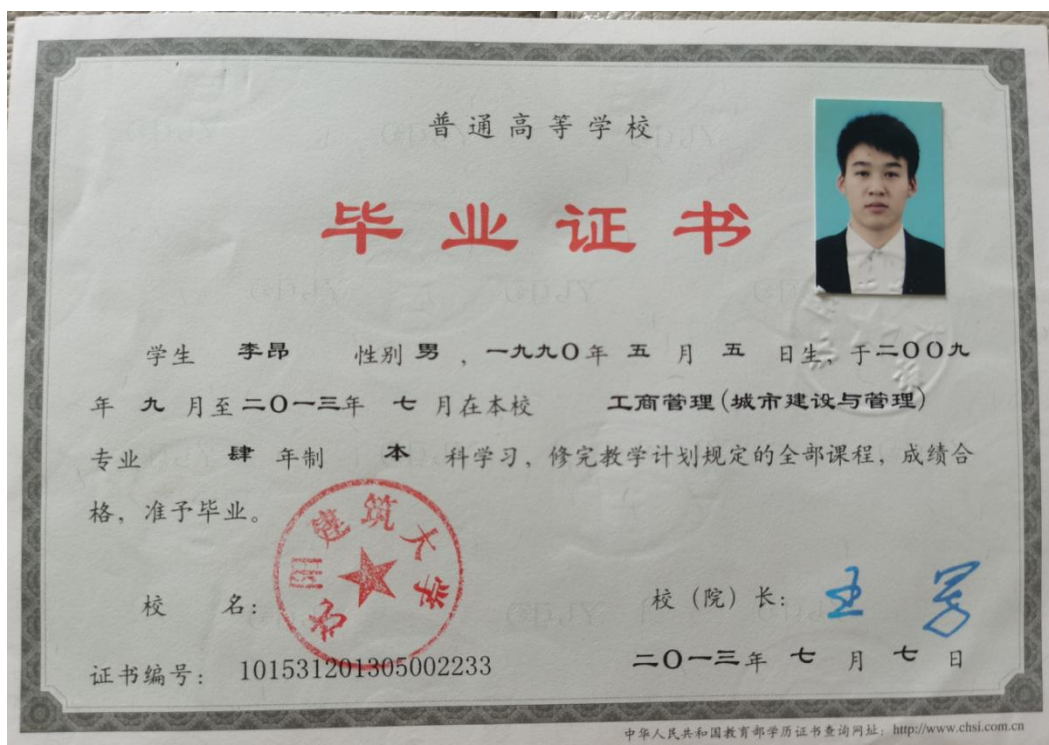 普通高等学校
毕业证书
学生 李昂 性别 男 ，一九九〇年 五 月 五 日生，于二〇〇九
年 九 月至二〇一三年 七 月在本校 工商管理(城市建设与管理)
专业 肆 年制 本 科学习，修完教学计划规定的全部课程，成绩合
格，准予毕业。
建筑大学
校 名：
校（院）长：
证书编号： 101531201305002233
二〇一三年 七 月 七 日
中华人民共和国教育部学历证书查询网址：http://www.chsi.com.cn